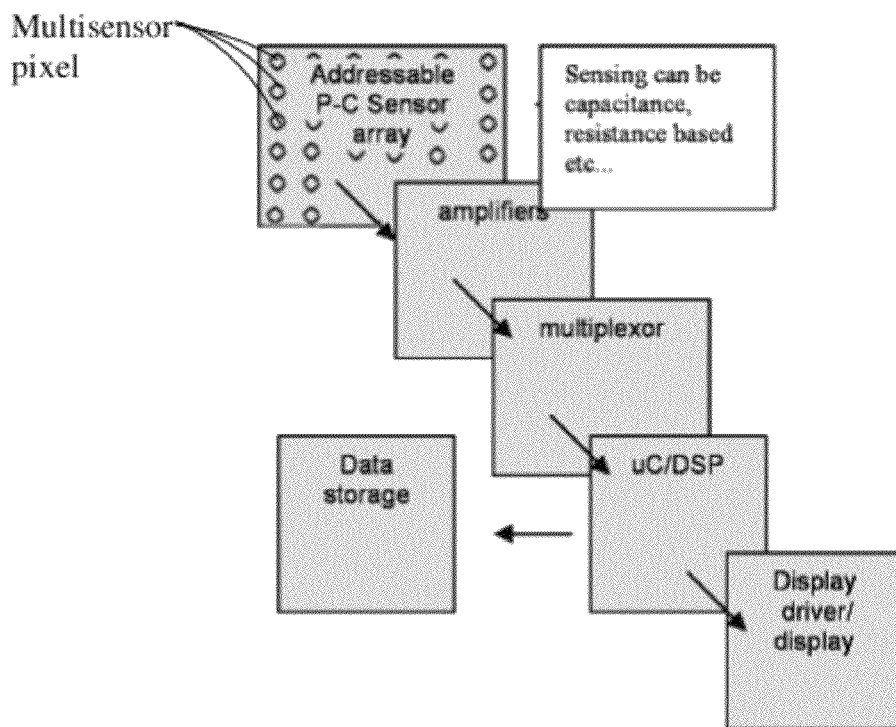 Multisensor
pixel
Addressable
P-C Sensor
array
Sensing can be
capacitance,
resistance based
etc...
amplifiers
multiplexor
uC/DSP
Data
storage
Display
driver/
display